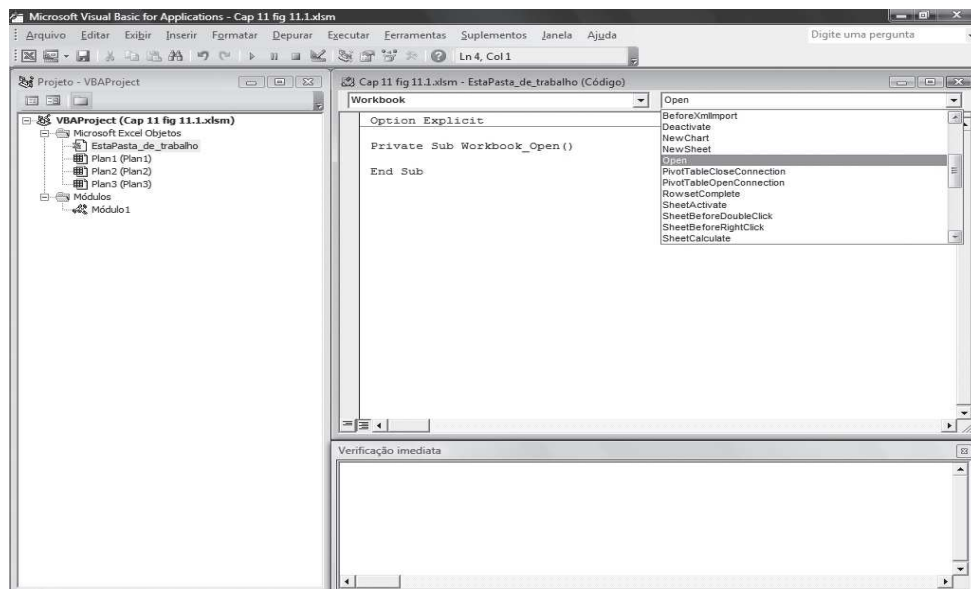 Microsoft Visual Basic for Applications - Cap 11 fig 11.1.xlsm
Arquivo Editar Exibir Inserir Formatar Depurar Executar Ferramentas Suplementos Janela Ajuda Digite uma pergunta
Ln 4, Col 1
Projeto - VBAProject
VBAProject (Cap 11 fig 11.1.xlsm)
Microsoft Excel Objetos
EstaPasta_de_trabalho
Plan1 (Plan1)
Plan2 (Plan2)
Plan3 (Plan3)
Módulos
Módulo1
Cap 11 fig 11.1.xlsm - EstaPasta_de_trabalho (Código)
Workbook
Open
Option Explicit
Private Sub Workbook_Open()
End Sub
BeforeXmlImport
Deactivate
NewChart
NewSheet
Open
PivotTableCloseConnection
PivotTableOpenConnection
RowsetComplete
SheetActivate
SheetBeforeDoubleClick
SheetBeforeRightClick
SheetCalculate
Verificação imediata